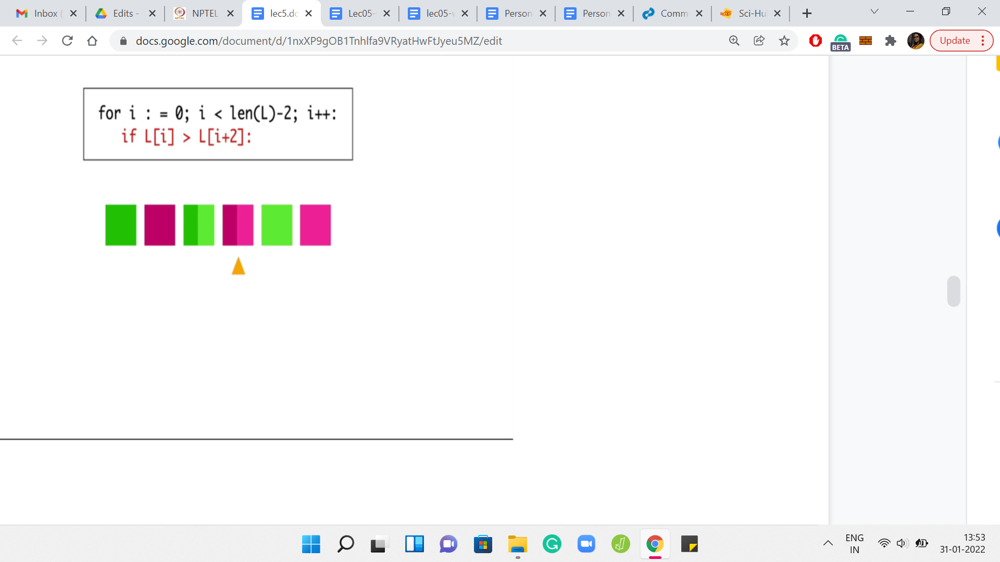 Inbox (
Edits -
NPTEL
lec5.dc
Lec05-
lec05-v
Person
Person
Comm
Sci-Hu
docs.google.com/document/d/1nxXP9gOB1Tnhlfa9VRyatHwFtJyeu5MZ/edit
BETA
Update
for i : = 0; i < len(L)-2; i++:
if L[i] > L[i+2]:
ENG
IN
13:53
31-01-2022